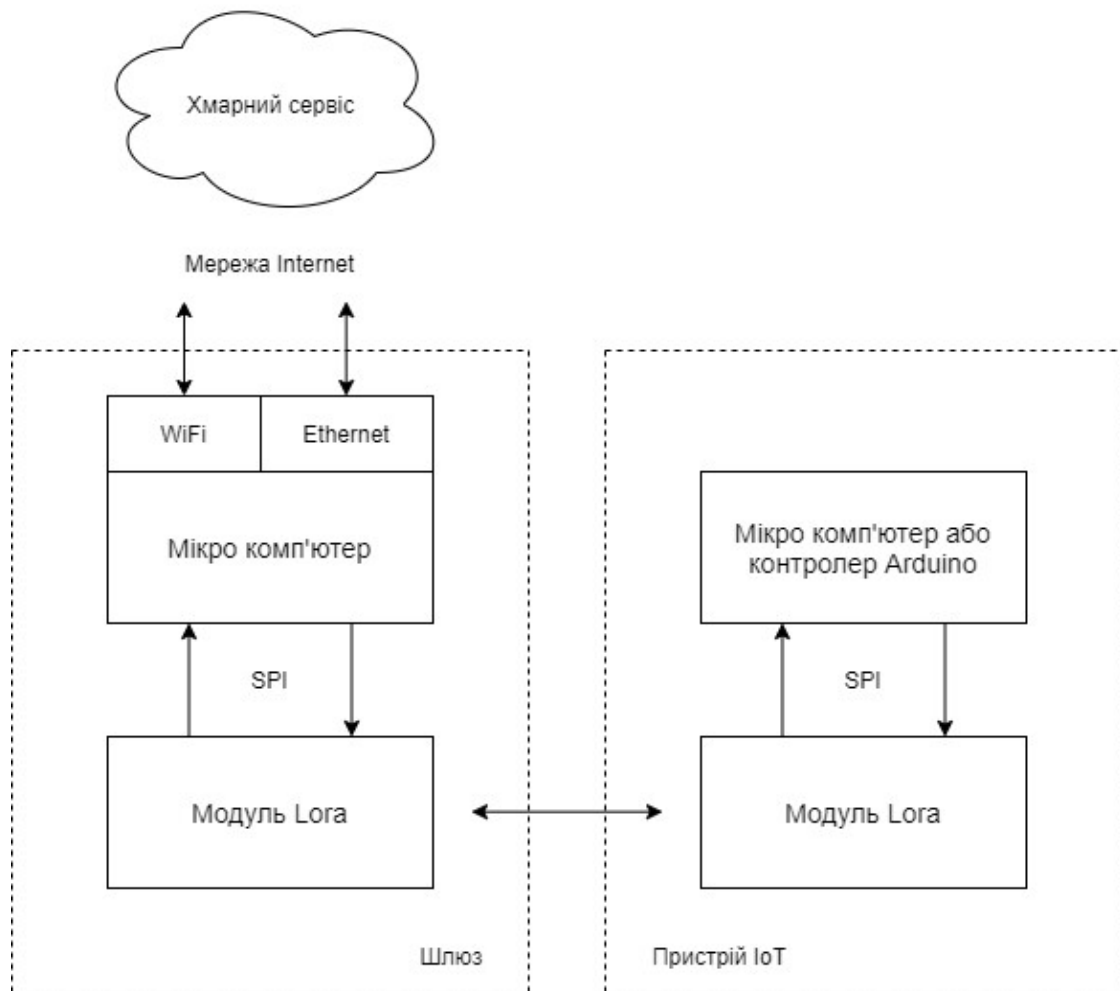 Хмарний сервіс
Мережа Internet
WiFi
Ethernet
Мікро комп'ютер
Мікро комп'ютер або
контролер Arduino
SPI
SPI
Модуль Lora
Модуль Lora
Шлюз
Пристрій IoT